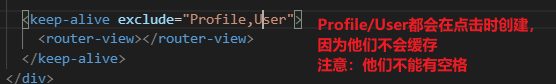 <keep-alive exclude="Profile,User">
<router-view></router-view>
</keep-alive>
</div>
Profile/User都会在点击时创建，
因为他们不会缓存
注意：他们不能有空格